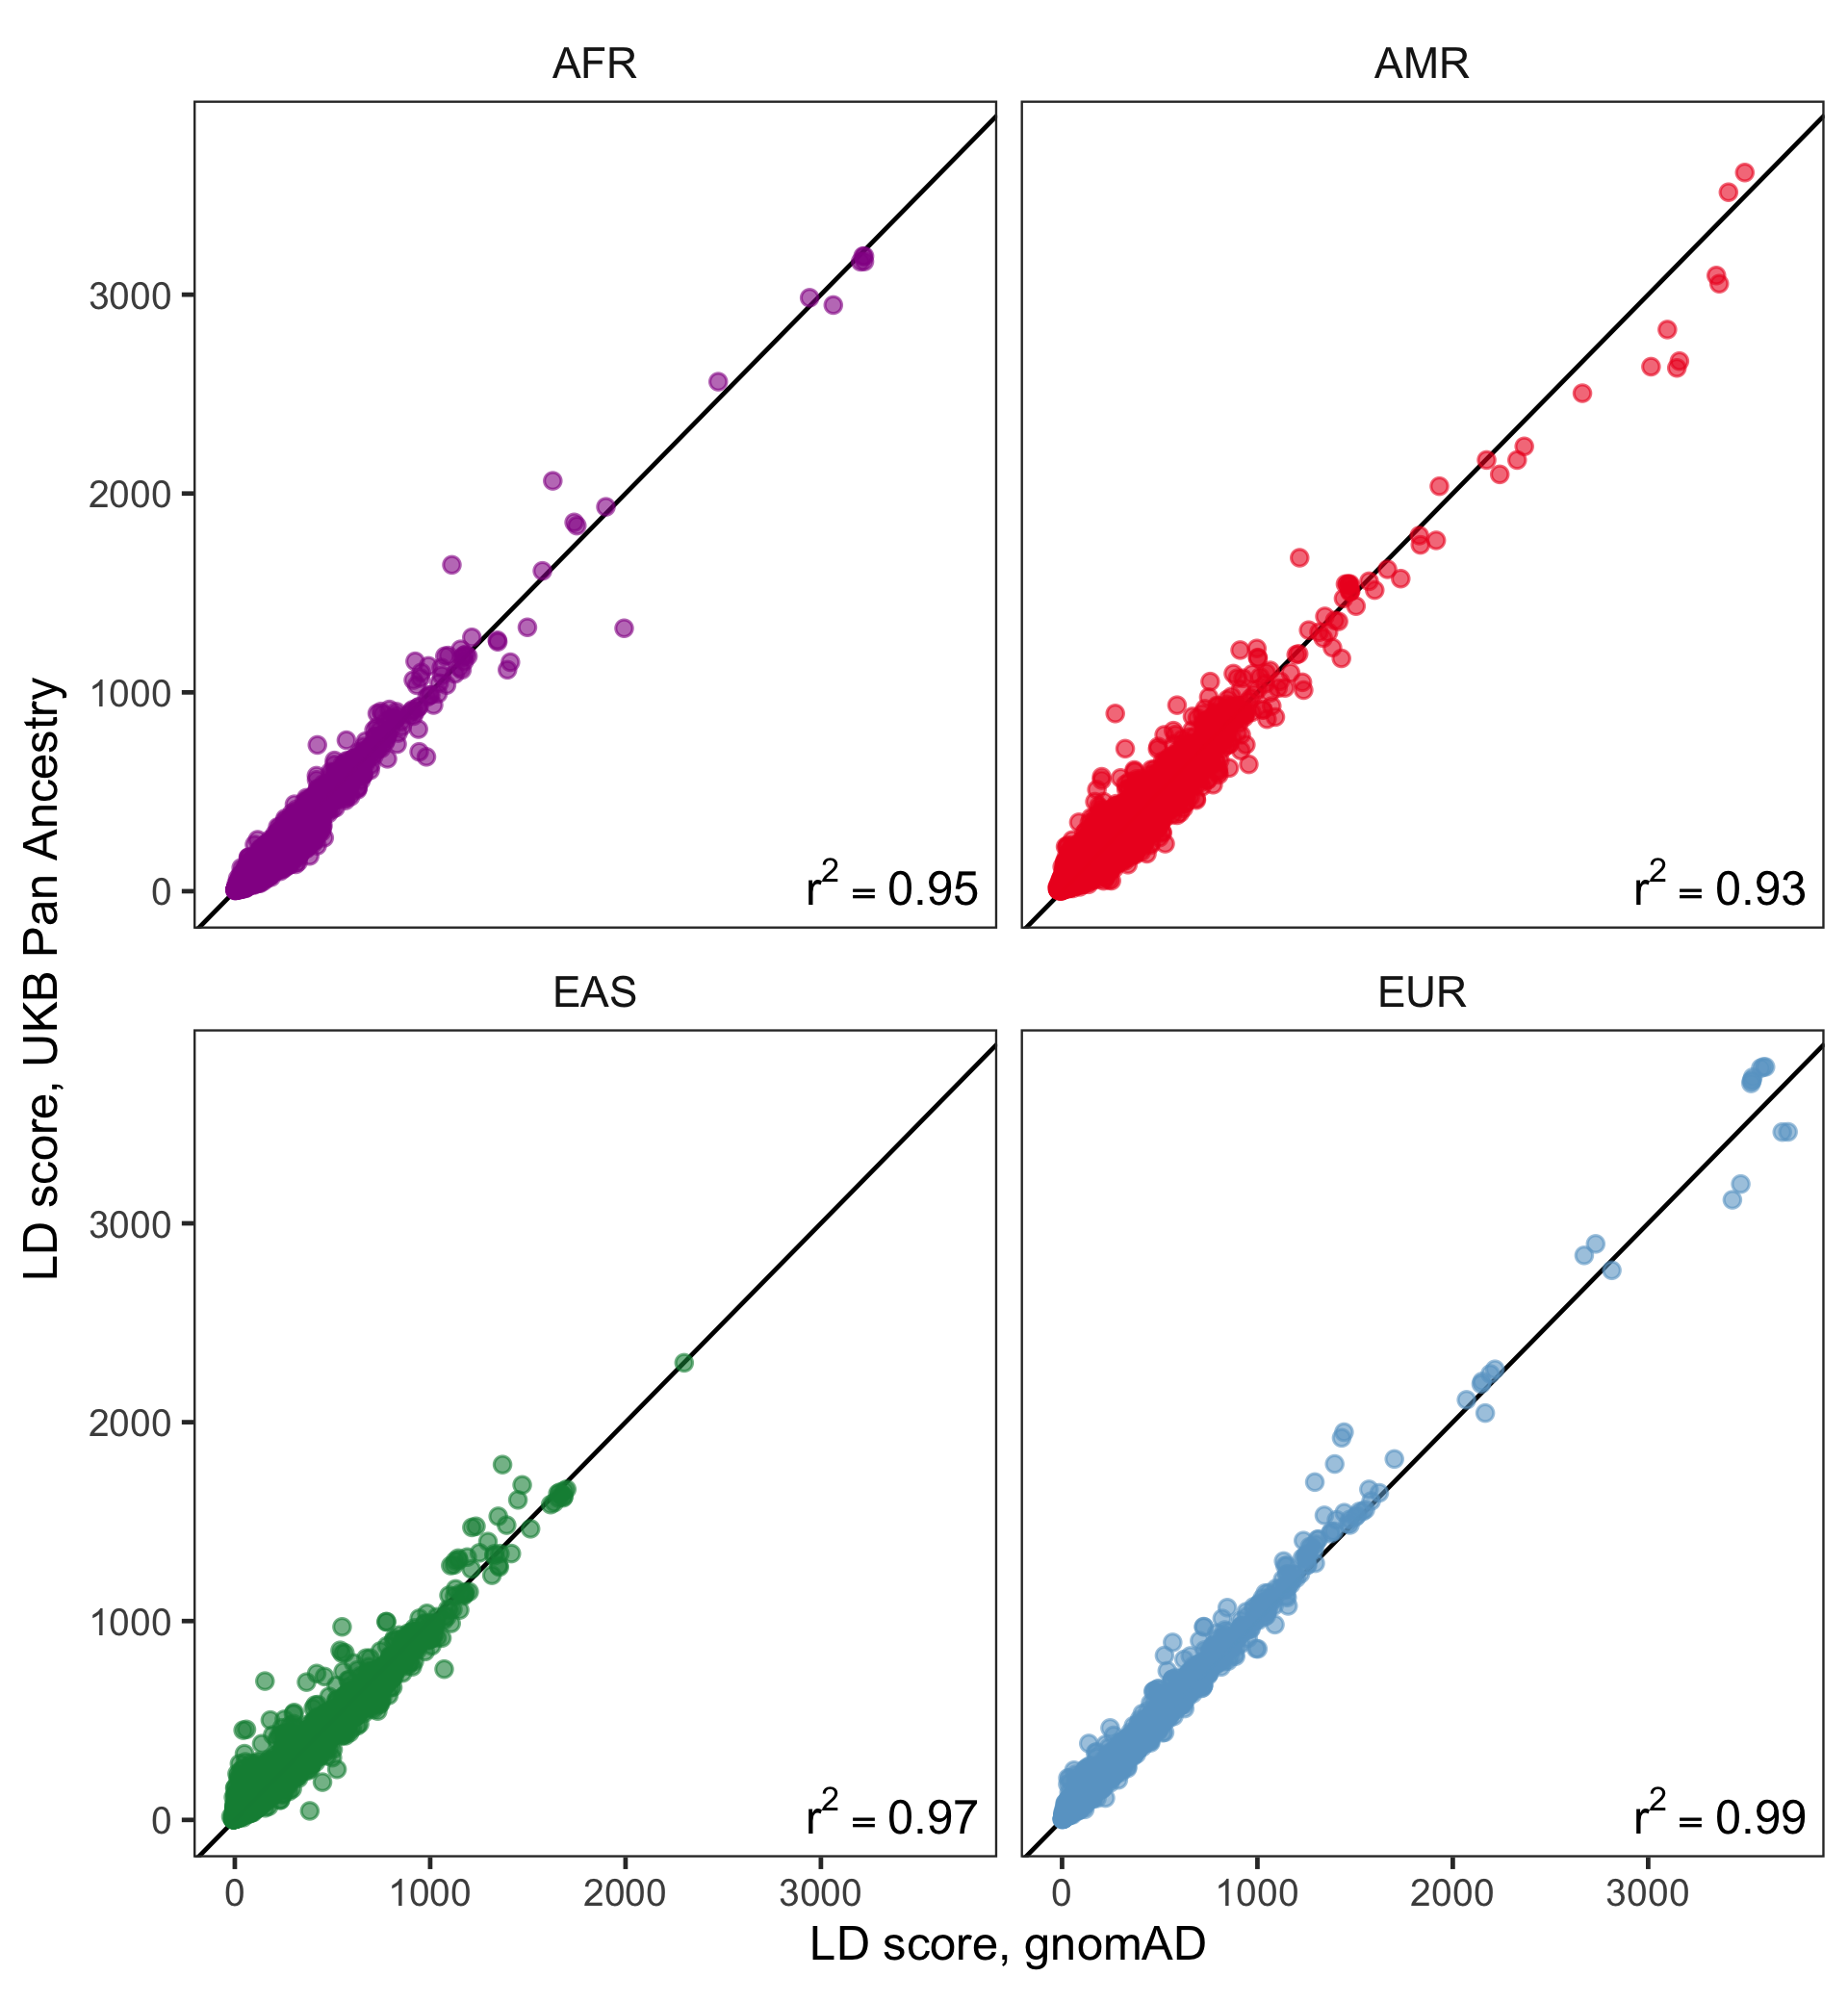 AFR
AMR
3000
2000
1000
0
r² = 0.95
r² = 0.93
EAS
EUR
LD score, UKB Pan Ancestry
3000
2000
1000
0
r² = 0.97
r² = 0.99
0 1000 2000 3000
0 1000 2000 3000
LD score, gnomAD